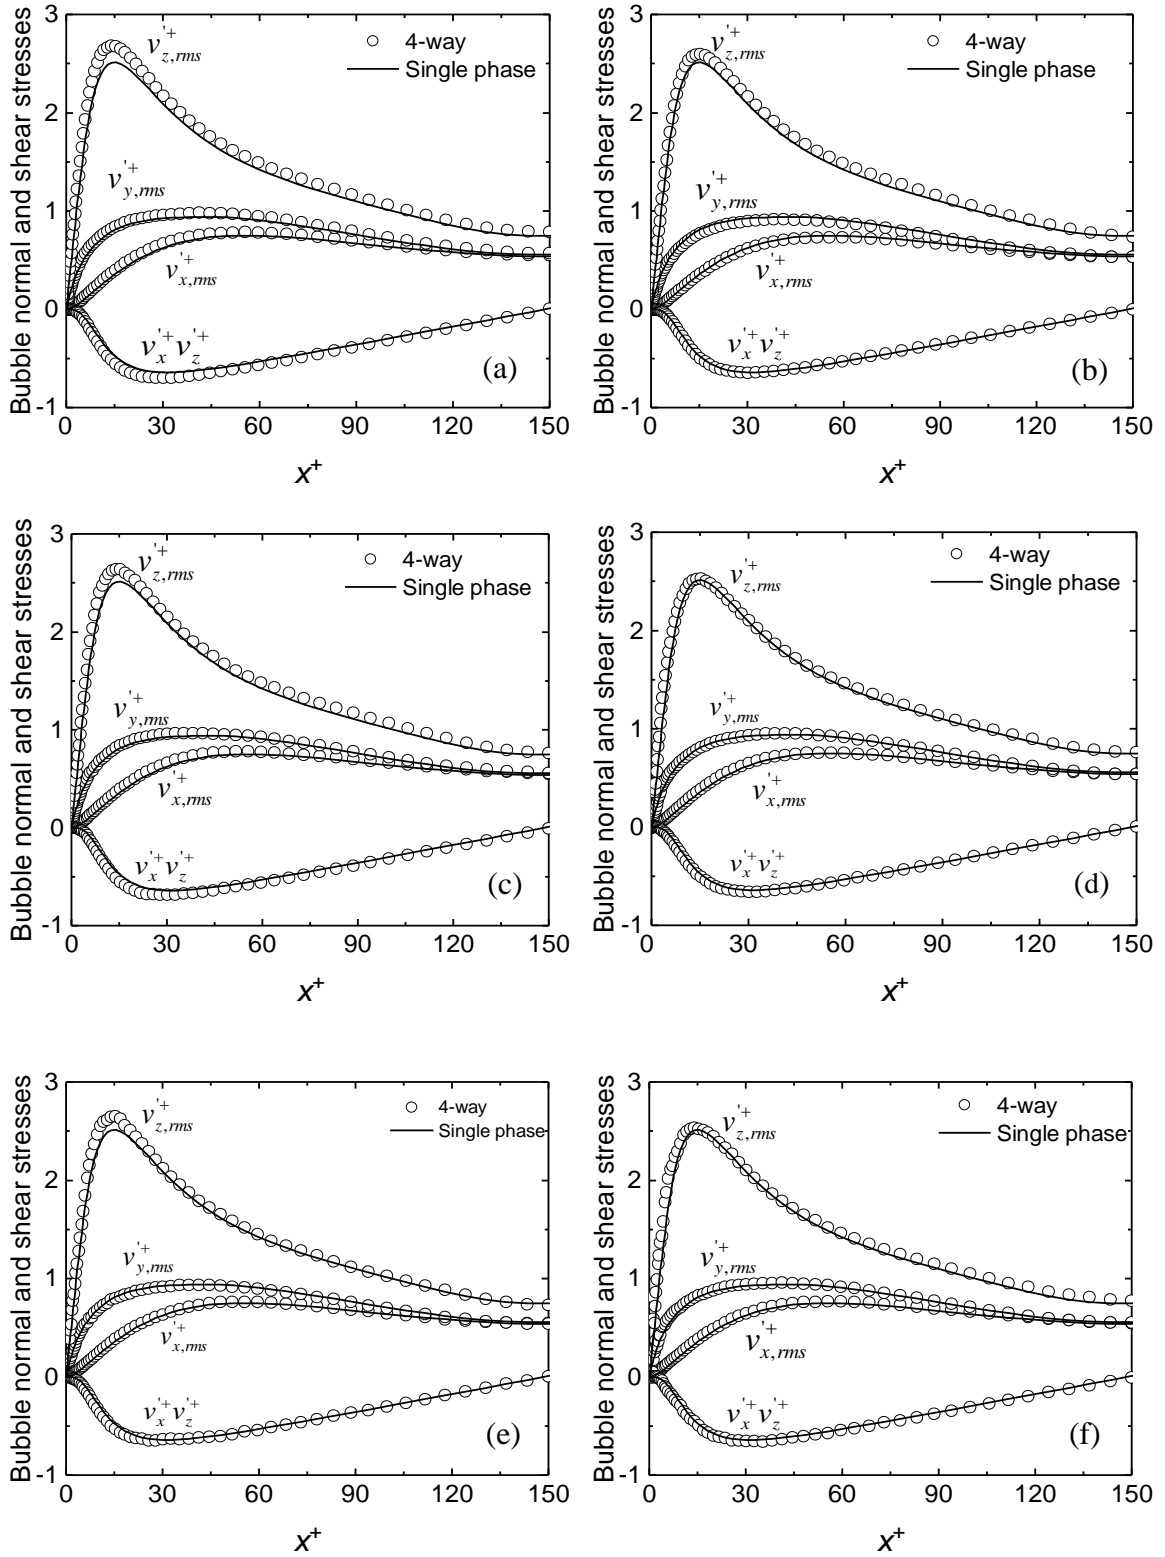 Bubble normal and shear stresses
3
2
1
0
-1
v'+z,rms
4-way
Single phase
v'+y,rms
v'+x,rms
v'+x v'+z
(a)
0 30 60 90 120 150
x+
Bubble normal and shear stresses
3
2
1
0
-1
v'+z,rms
4-way
Single phase
v'+y,rms
v'+x,rms
v'+x v'+z
(b)
0 30 60 90 120 150
x+
Bubble normal and shear stresses
3
2
1
0
-1
v'+z,rms
4-way
Single phase
v'+y,rms
v'+x,rms
v'+x v'+z
(c)
0 30 60 90 120 150
x+
Bubble normal and shear stresses
3
2
1
0
-1
v'+z,rms
4-way
Single phase
v'+y,rms
v'+x,rms
v'+x v'+z
(d)
0 30 60 90 120 150
x+
Bubble normal and shear stresses
3
2
1
0
-1
v'+z,rms
4-way
Single phase
v'+y,rms
v'+x,rms
v'+x v'+z
(e)
0 30 60 90 120 150
x+
Bubble normal and shear stresses
3
2
1
0
-1
v'+z,rms
4-way
Single phase
v'+y,rms
v'+x,rms
v'+x v'+z
(f)
0 30 60 90 120 150
x+